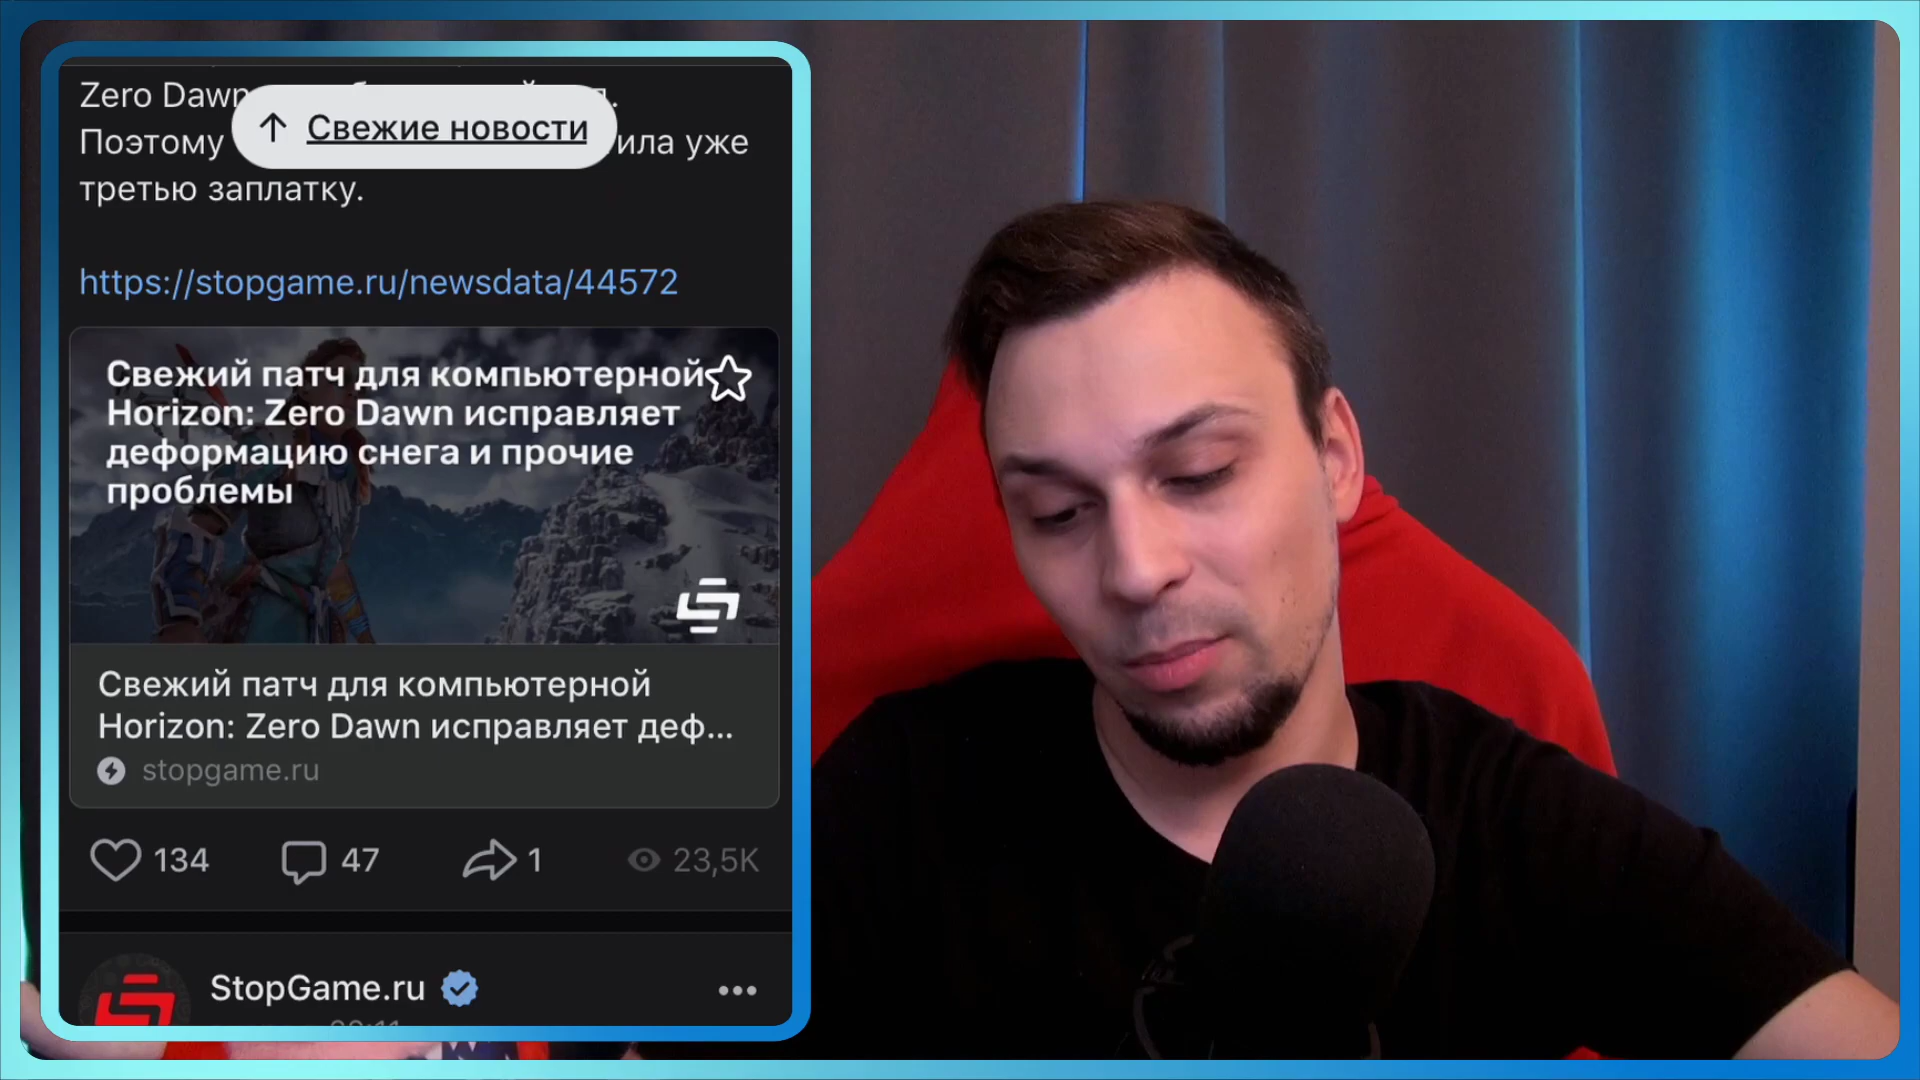 Zero Dawn
Поэтому
↑ Свежие новости
ила уже
третью заплатку.
https://stopgame.ru/newsdata/44572
Свежий патч для компьютерной
Horizon: Zero Dawn исправляет
деформацию снега и прочие
проблемы
Свежий патч для компьютерной
Horizon: Zero Dawn исправляет деф...
stopgame.ru
134 47 1 23,5K
StopGame.ru